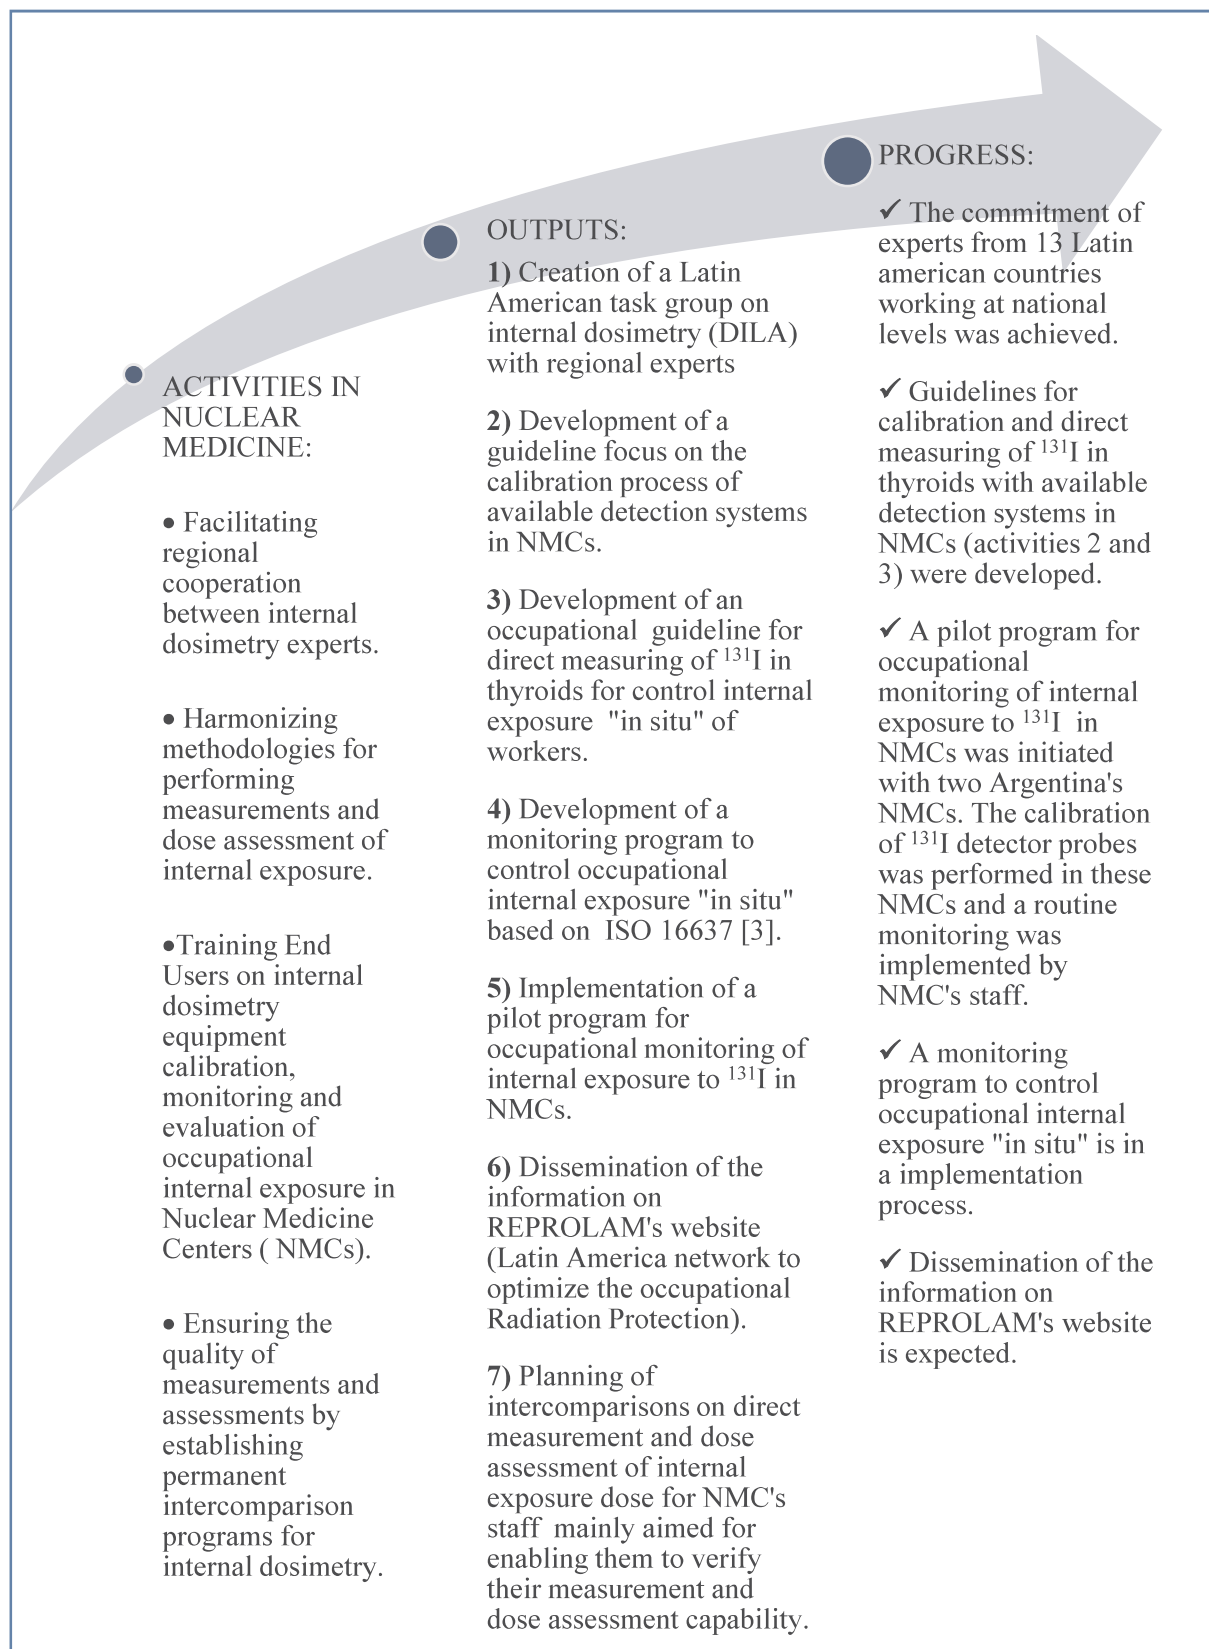 ACTIVITIES IN
NUCLEAR
MEDICINE:
• Facilitating
regional
cooperation
between internal
dosimetry experts.
• Harmonizing
methodologies for
performing
measurements and
dose assessment of
internal exposure.
•Training End
Users on internal
dosimetry
equipment
calibration,
monitoring and
evaluation of
occupational
internal exposure in
Nuclear Medicine
Centers ( NMCs).
• Ensuring the
quality of
measurements and
assessments by
establishing
permanent
intercomparison
programs for
internal dosimetry.
OUTPUTS:
1) Creation of a Latin
American task group on
internal dosimetry (DILA)
with regional experts
2) Development of a
guideline focus on the
calibration process of
available detection systems
in NMCs.
3) Development of an
occupational  guideline for
direct measuring of ¹³¹I in
thyroids for control internal
exposure  "in situ" of
workers.
4) Development of a
monitoring program to
control occupational
internal exposure "in situ"
based on  ISO 16637 [3].
5) Implementation of a
pilot program for
occupational monitoring of
internal exposure to ¹³¹I in
NMCs.
6) Dissemination of the
information on
REPROLAM's website
(Latin America network to
optimize the occupational
Radiation Protection).
7) Planning of
intercomparisons on direct
measurement and dose
assessment of internal
exposure dose for NMC's
staff  mainly aimed for
enabling them to verify
their measurement and
dose assessment capability.
PROGRESS:
✓ The commitment of
experts from 13 Latin
american countries
working at national
levels was achieved.
✓ Guidelines for
calibration and direct
measuring of ¹³¹I in
thyroids with available
detection systems in
NMCs (activities 2 and
3) were developed.
✓ A pilot program for
occupational
monitoring of internal
exposure to ¹³¹I  in
NMCs was initiated
with two Argentina's
NMCs. The calibration
of ¹³¹I detector probes
was performed in these
NMCs and a routine
monitoring was
implemented by
NMC's staff.
✓ A monitoring
program to control
occupational internal
exposure "in situ" is in
a implementation
process.
✓ Dissemination of the
information on
REPROLAM's website
is expected.